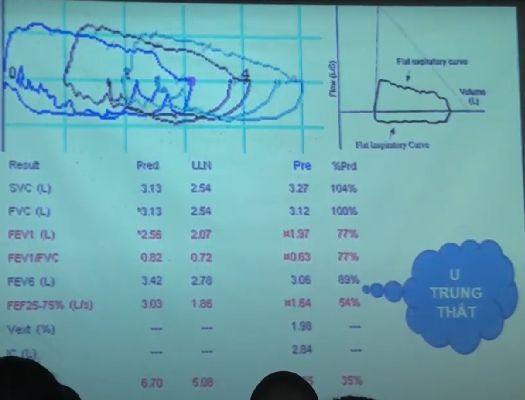 Flat expiratory curve
Flow (L/S)
Volume
(L)
Flat Inspiratory Curve
Result Pred LLN Pre %Prd
SVC (L) 3.13 2.54 3.27 104%
FVC (L) *3.13 2.54 3.12 100%
FEV1 (L) *2.56 2.07 ¤1.97 77%
FEV1/FVC 0.82 0.72 ¤0.63 77%
FEV6 (L) 3.42 2.78 3.06 89%
FEF25-75% (L/s) 3.03 1.86 ¤1.64 54%
Vext (%) --- --- 1.98 ---
IC (L) --- --- 2.84 ---
6.70 5.08 35%
U
TRUNG
THẤT